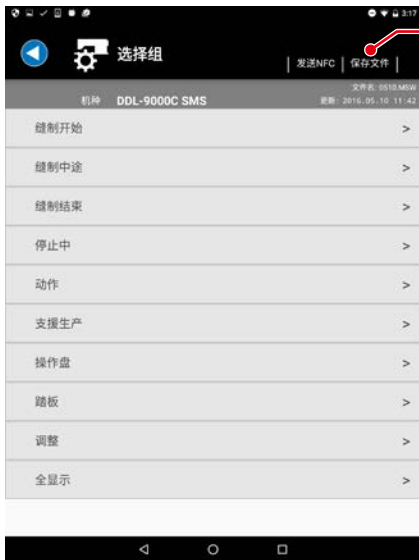 3:17
选择组
发送NFC
保存文件
机种 DDL-9000C SMS
文件名: 0510.MSW
更新: 2016.05.10 11:42
缝制开始 >
缝制中途 >
缝制结束 >
停止中 >
动作 >
支援生产 >
操作盘 >
踏板 >
调整 >
全显示 >